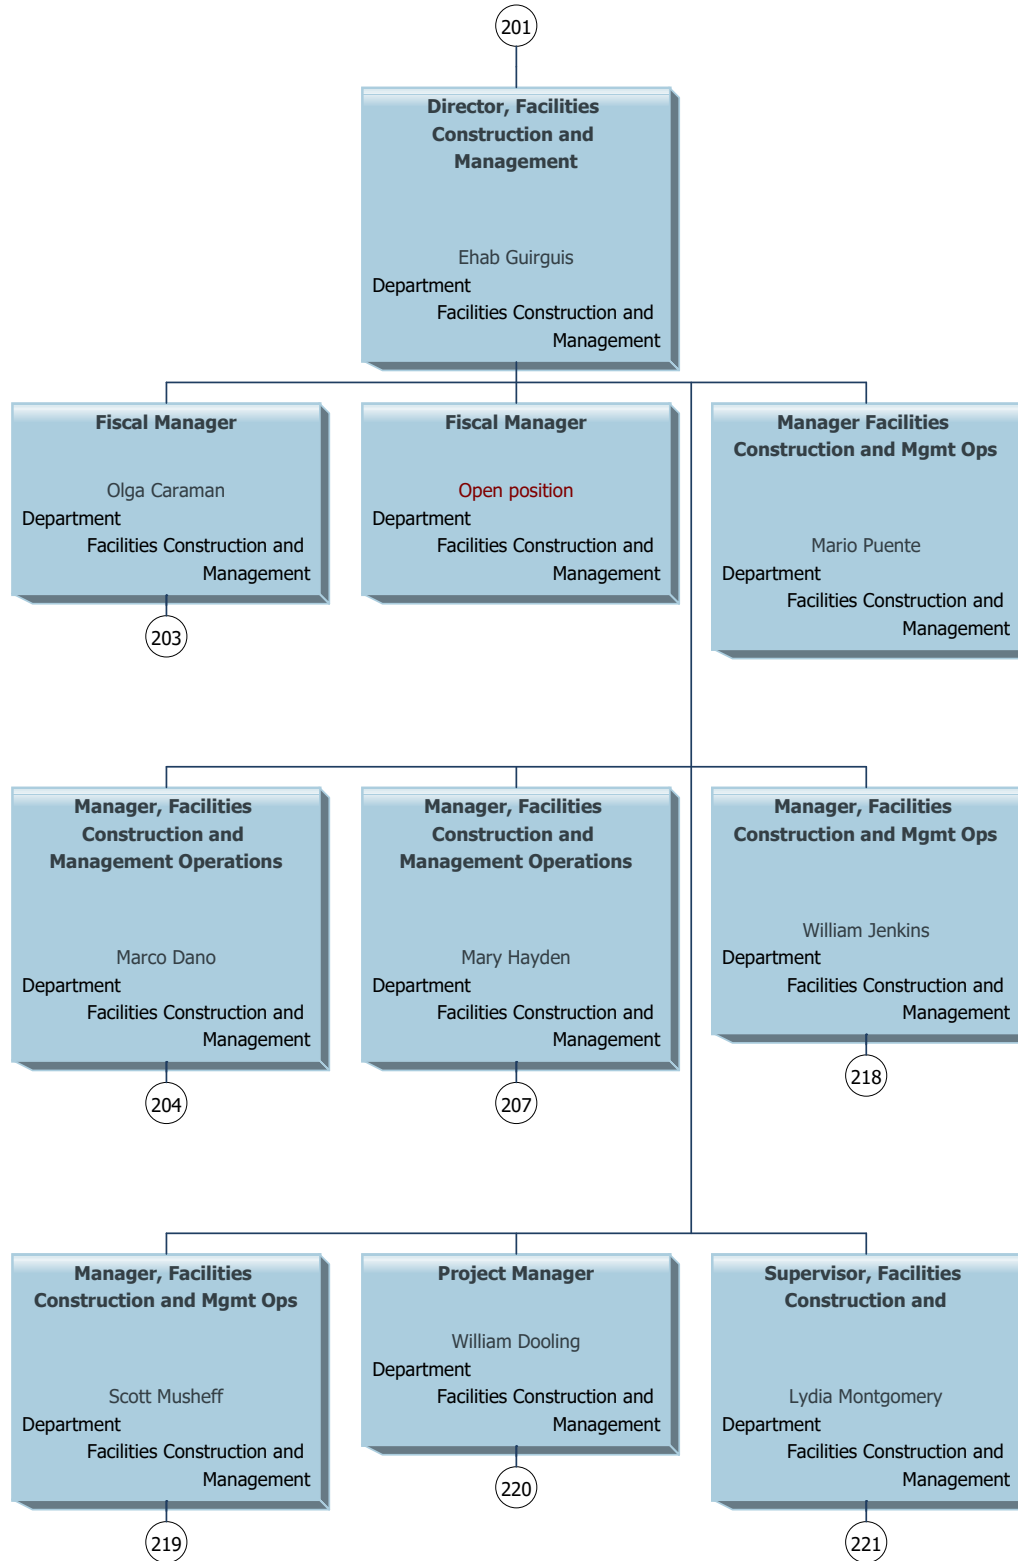 201
Director, Facilities
Construction and
Management
Ehab Guirguis
Department
Facilities Construction and
Management
Fiscal Manager
Olga Caraman
Department
Facilities Construction and
Management
203
Fiscal Manager
Open position
Department
Facilities Construction and
Management
Manager Facilities
Construction and Mgmt Ops
Mario Puente
Department
Facilities Construction and
Management
Manager, Facilities
Construction and
Management Operations
Marco Dano
Department
Facilities Construction and
Management
204
Manager, Facilities
Construction and
Management Operations
Mary Hayden
Department
Facilities Construction and
Management
207
Manager, Facilities
Construction and Mgmt Ops
William Jenkins
Department
Facilities Construction and
Management
218
Manager, Facilities
Construction and Mgmt Ops
Scott Musheff
Department
Facilities Construction and
Management
219
Project Manager
William Dooling
Department
Facilities Construction and
Management
220
Supervisor, Facilities
Construction and
Lydia Montgomery
Department
Facilities Construction and
Management
221